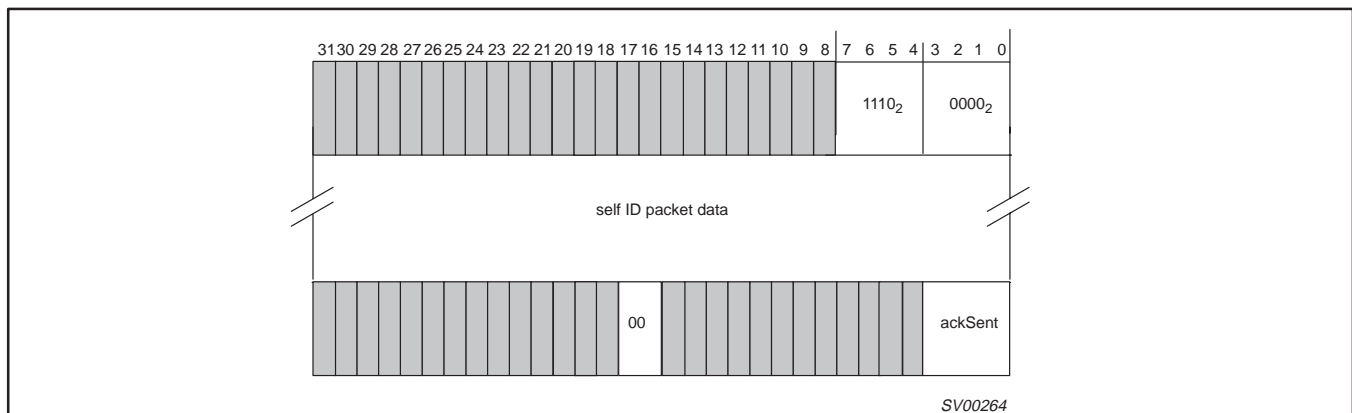 31 30 29 28 27 26 25 24 23 22 21 20 19 18 17 16 15 14 13 12 11 10 9 8 7 6 5 4 3 2 1 0
1110₂ 0000₂
self ID packet data
00 ackSent
SV00264